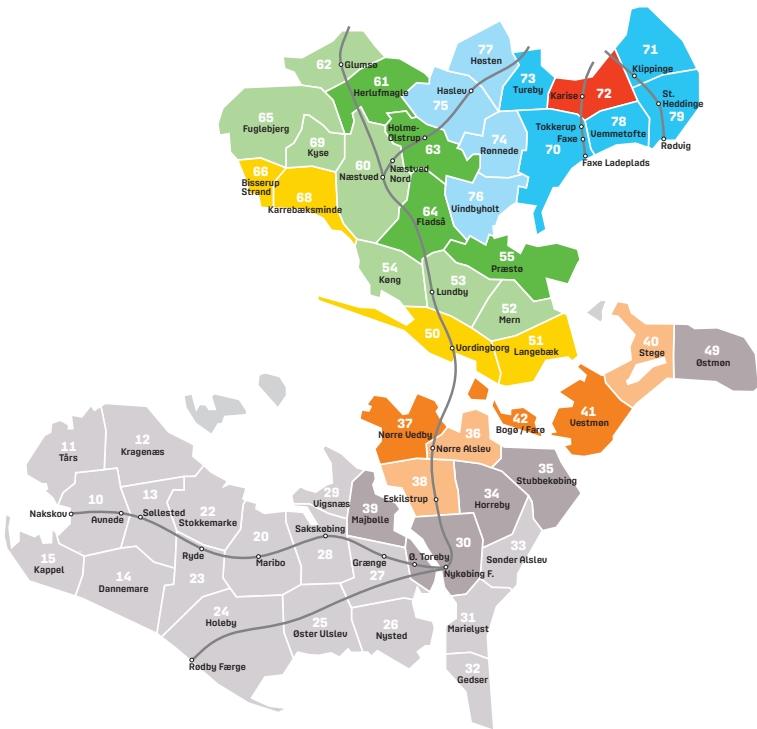 62
Glumsø
61
Herlufmagle
77
Høsten
73
Tureby
71
Klippinge
75
Haslev
72
Karise
St.
Heddinge
79
65
Fuglebjerg
69
Kyse
Holme-
Olstrup
63
74
Rønnede
Tokkerup
Faxe
70
78
Vemmetofte
Rødvig
60
Næstved
Næstved
Nord
Faxe Ladeplads
66
Bisserup
Strand
68
Karrebæksminde
76
Vindbyholt
64
Fladså
55
Præstø
54
Køng
53
Lundby
52
Mern
50
Vordingborg
51
Langebæk
40
Stege
49
Østmøn
37
Nørre Vedby
36
Nørre Alslev
42
Bogø / Farø
41
Vestmøn
11
Tårs
12
Kragenæs
38
Eskilstrup
35
Stubbekøbing
10
Nakskov
Avnede
13
Søllested
22
Stokkemarke
29
Vigsnæs
39
Majbølle
34
Horreby
20
Maribo
Sakskøbing
28
Ryde
30
33
Sønder Alslev
15
Kappel
14
Dannemare
23
Grænge
27
Ø. Toreby
Nykøbing F.
24
Holeby
25
Øster Ulslev
26
Nysted
31
Marielyst
Rødby Færge
32
Gedser